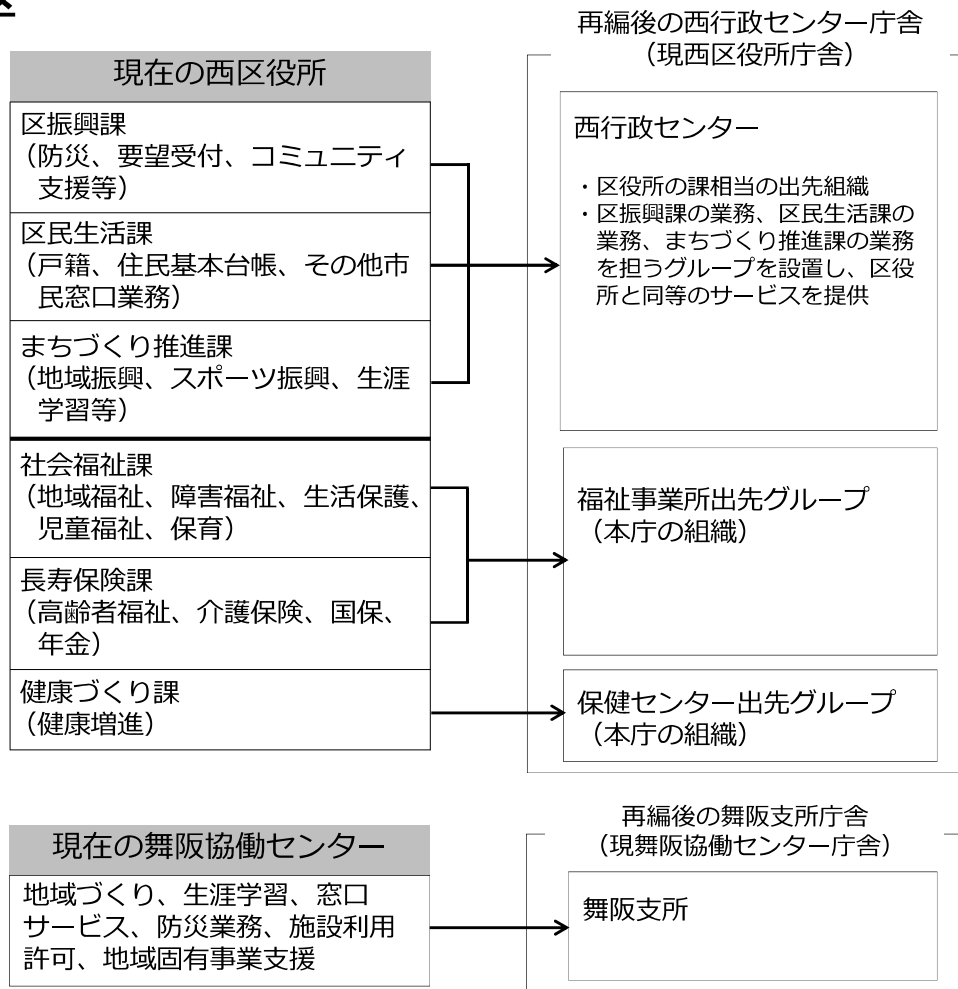 現在の西区役所
区振興課
（防災、要望受付、コミュニティ
支援等）
区民生活課
（戸籍、住民基本台帳、その他市
民窓口業務）
まちづくり推進課
（地域振興、スポーツ振興、生涯
学習等）
社会福祉課
（地域福祉、障害福祉、生活保護、
児童福祉、保育）
長寿保険課
（高齢者福祉、介護保険、国保、
年金）
健康づくり課
（健康増進）
再編後の西行政センター庁舎
（現西区役所庁舎）
西行政センター
・区役所の課相当の出先組織
・区振興課の業務、区民生活課の
業務、まちづくり推進課の業務
を担うグループを設置し、区役
所と同等のサービスを提供
福祉事業所出先グループ
（本庁の組織）
保健センター出先グループ
（本庁の組織）
現在の舞阪協働センター
地域づくり、生涯学習、窓口
サービス、防災業務、施設利用
許可、地域固有事業支援
再編後の舞阪支所庁舎
（現舞阪協働センター庁舎）
舞阪支所